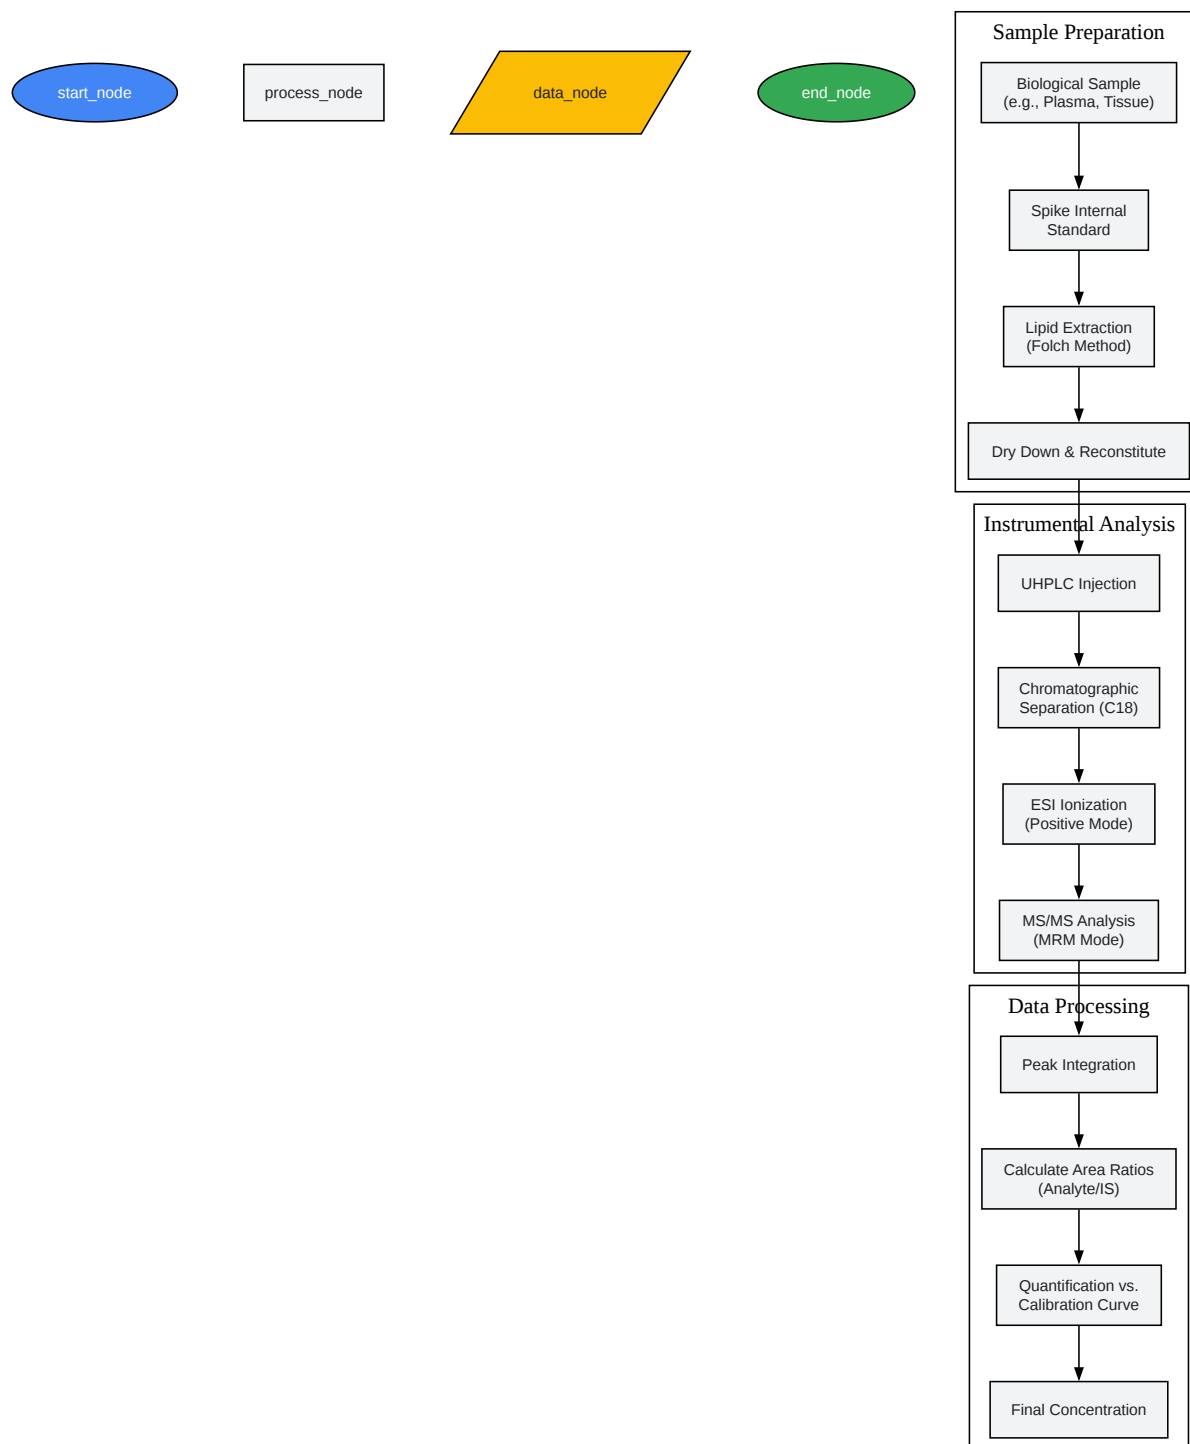 Sample Preparation
start_node
process_node
data_node
end_node
Biological Sample
(e.g., Plasma, Tissue)
Spike Internal
Standard
Lipid Extraction
(Folch Method)
Dry Down & Reconstitute
Instrumental Analysis
UHPLC Injection
Chromatographic
Separation (C18)
ESI Ionization
(Positive Mode)
MS/MS Analysis
(MRM Mode)
Data Processing
Peak Integration
Calculate Area Ratios
(Analyte/IS)
Quantification vs.
Calibration Curve
Final Concentration